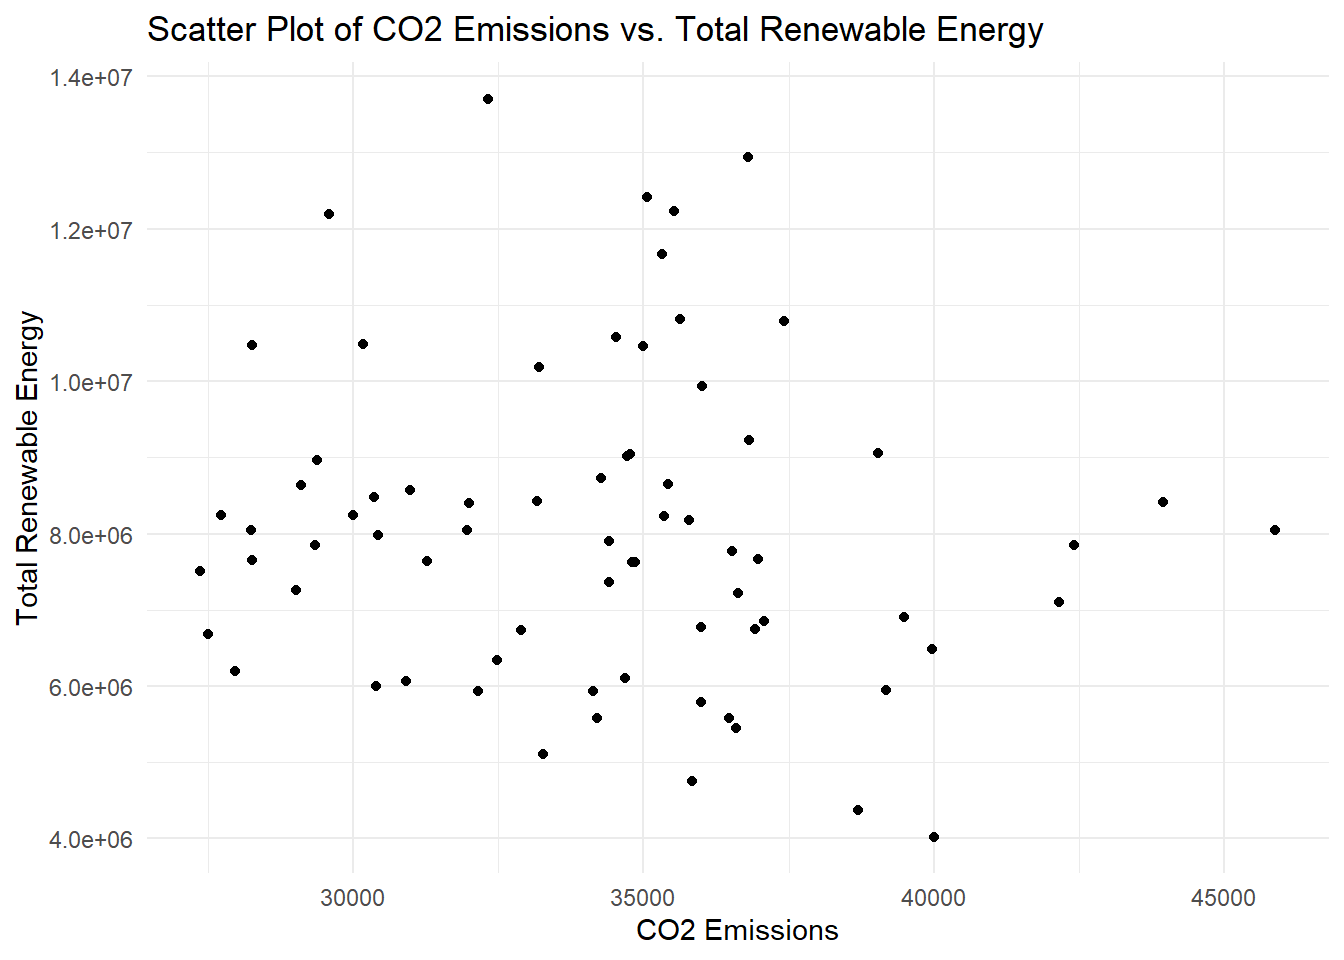 Scatter Plot of CO2 Emissions vs. Total Renewable Energy
1.4e+07
1.2e+07
1.0e+07
8.0e+06
6.0e+06
4.0e+06
Total Renewable Energy
30000
35000
40000
45000
CO2 Emissions